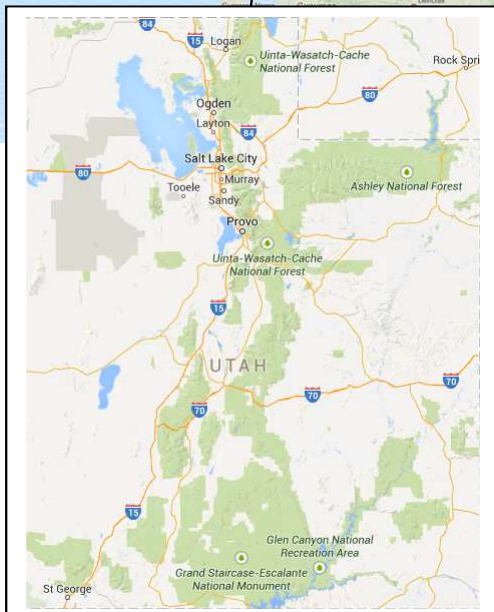 84
15
Logan
Uinta-Wasatch-Cache
National Forest
Rock Spri
80
Ogden
Layton
84
Salt Lake City
80
Murray
Tooele
Sandy
Ashley National Forest
Provo
Uinta-Wasatch-Cache
National Forest
15
UTAH
70
70
70
15
Glen Canyon National
Recreation Area
Grand Staircase-Escalante
National Monument
St George